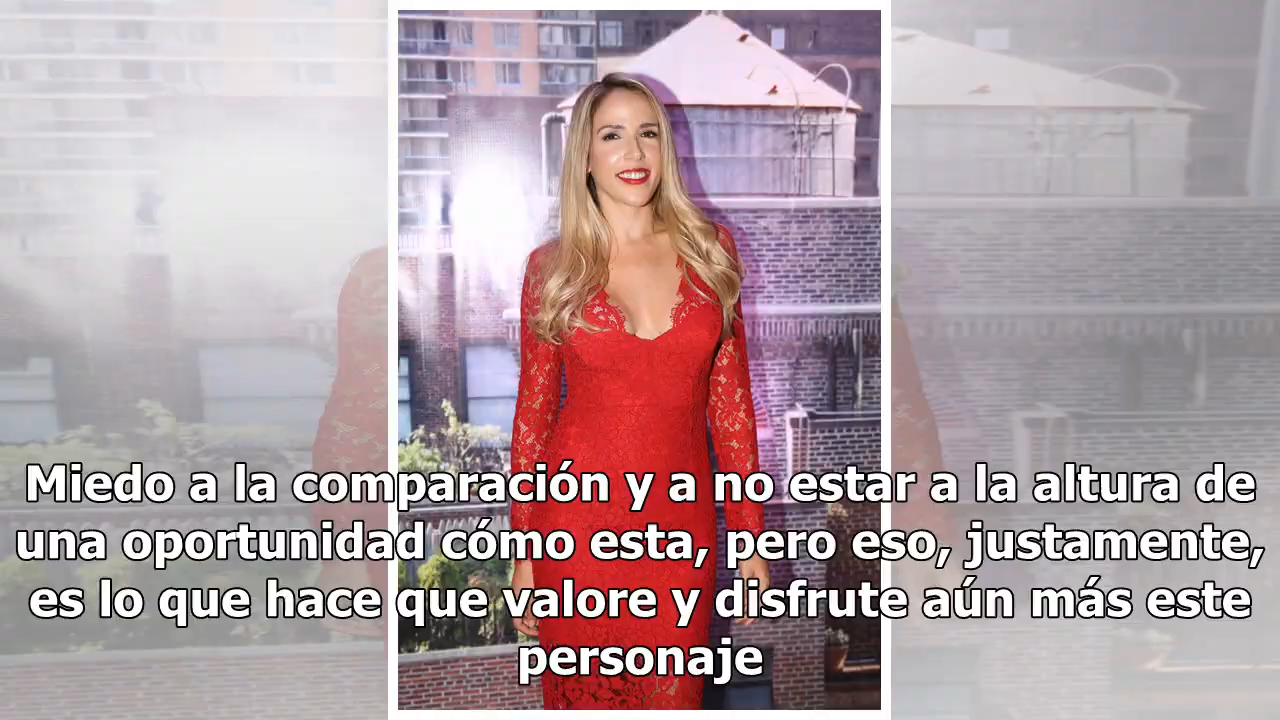 Miedo a la comparación y a no estar a la altura de
una oportunidad cómo esta, pero eso, justamente,
es lo que hace que valore y disfrute aún más este
personaje